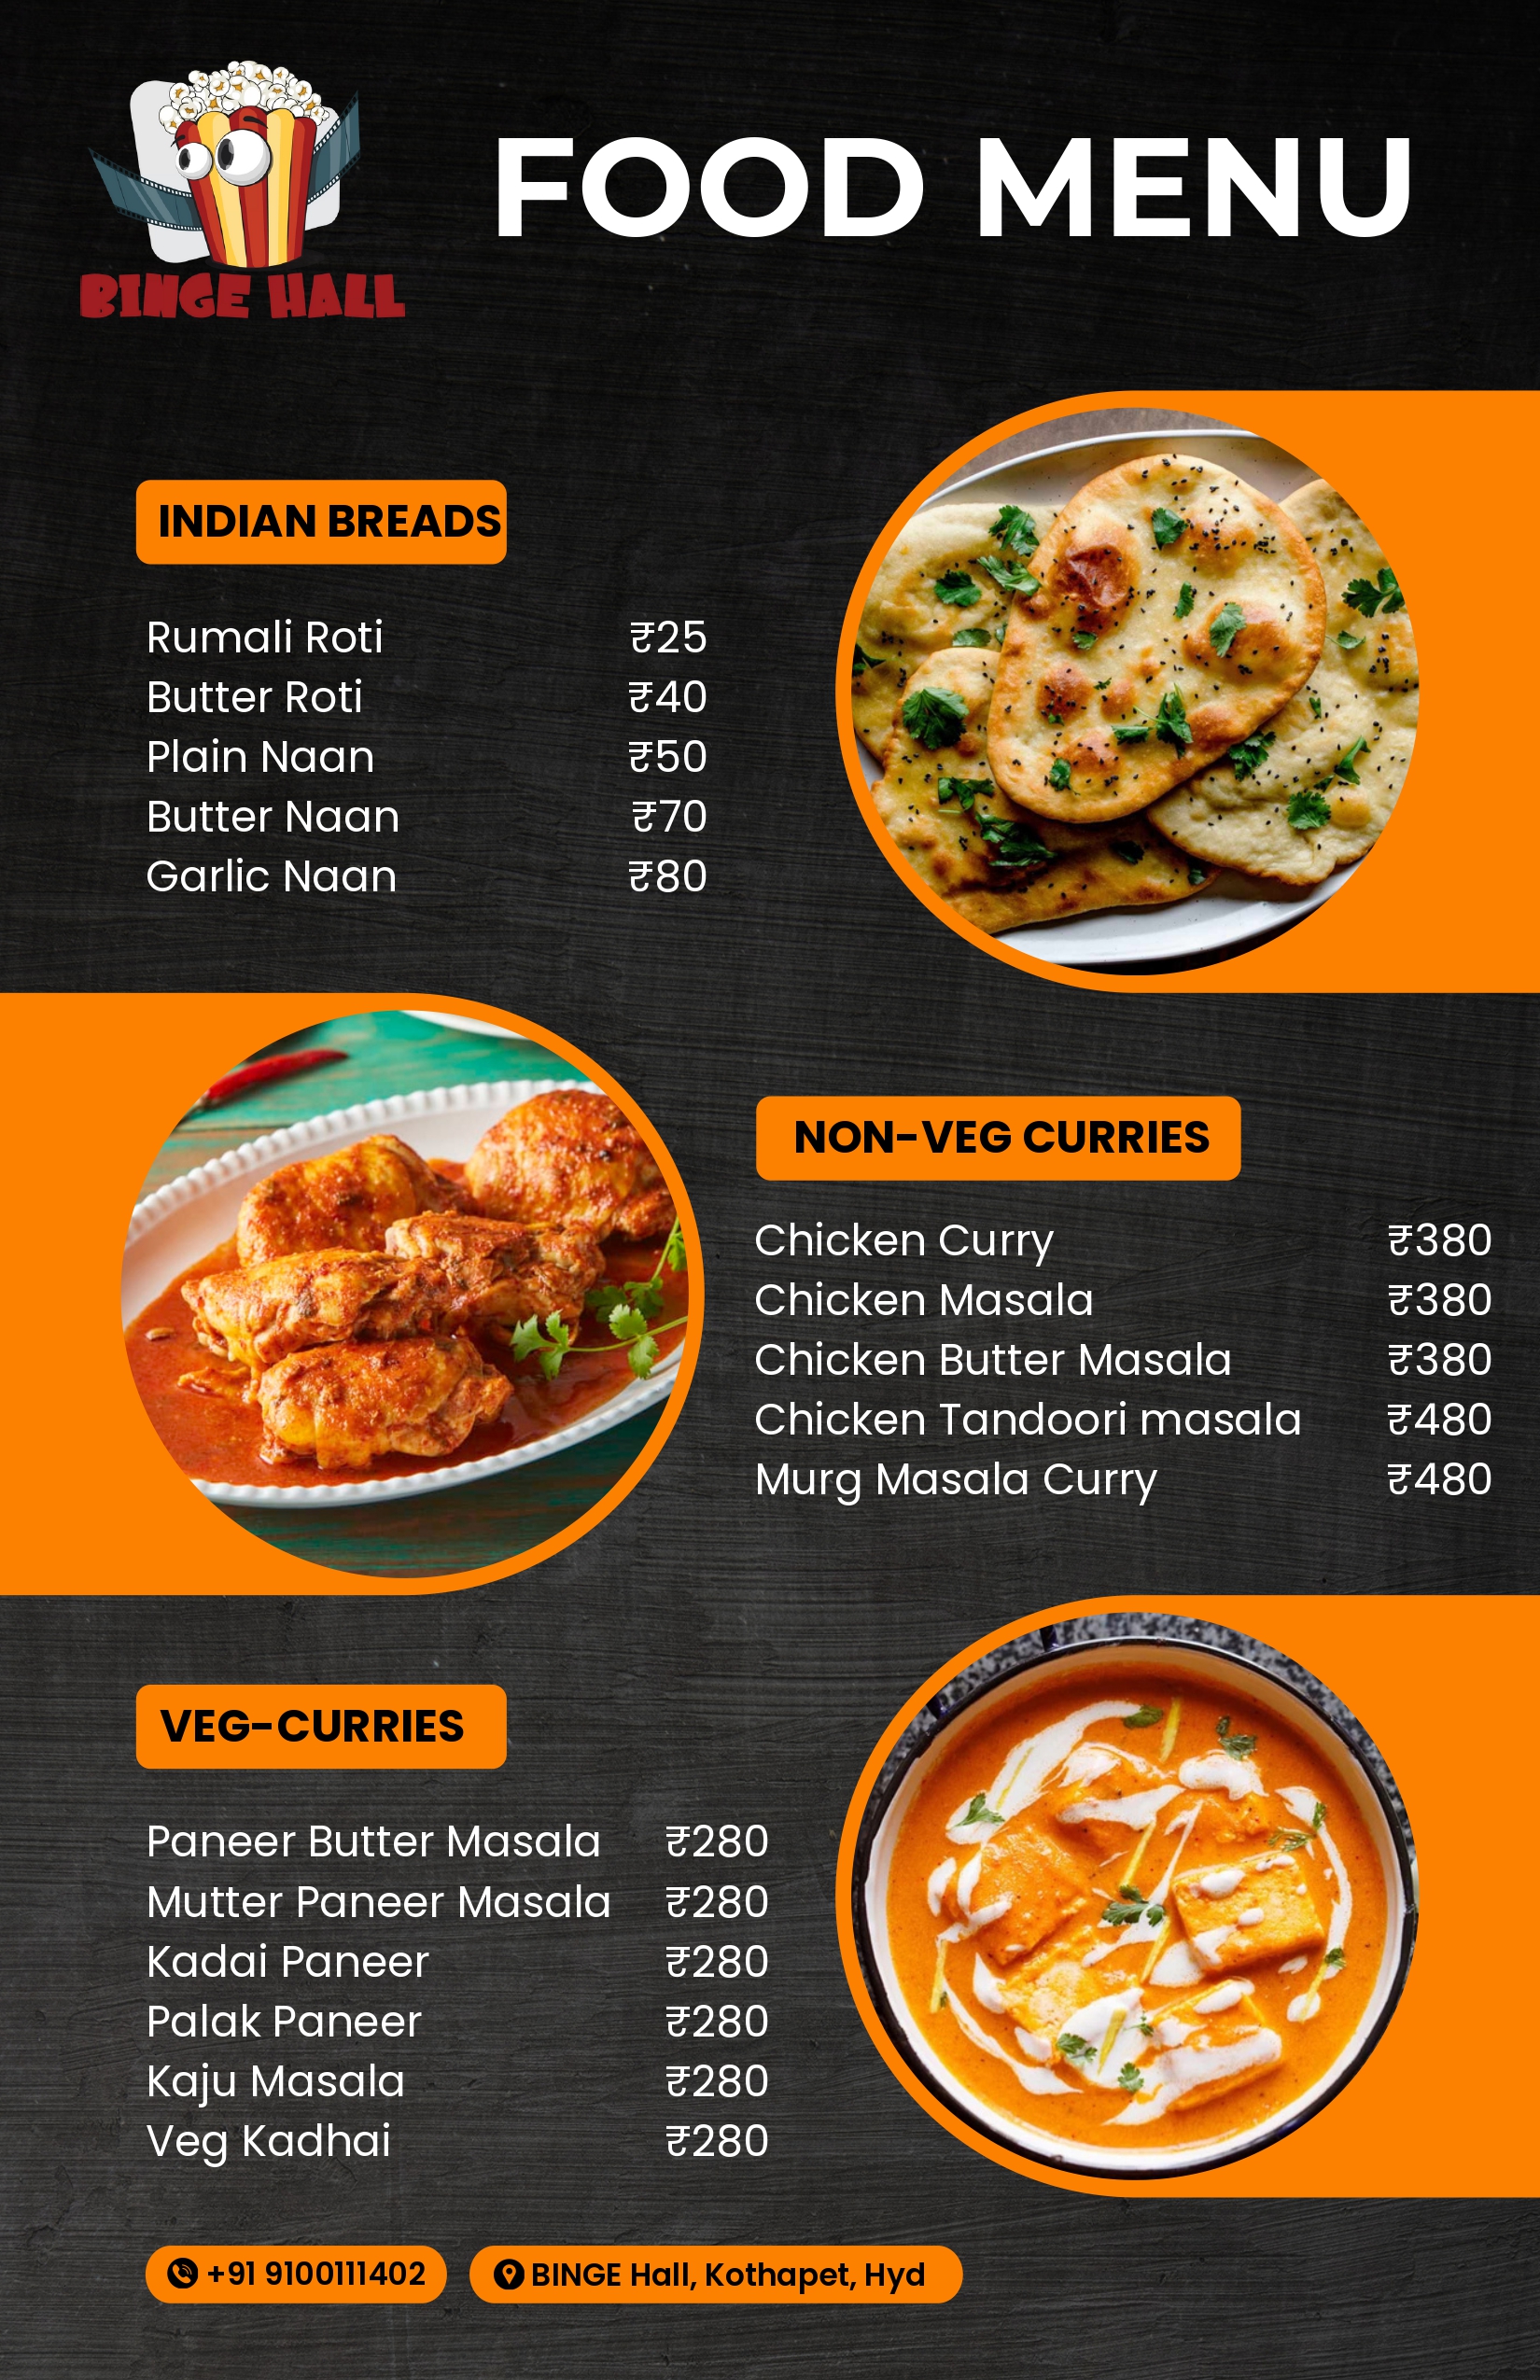 BINGE HALL
FOOD MENU
INDIAN BREADS
Rumali Roti ₹25
Butter Roti ₹40
Plain Naan ₹50
Butter Naan ₹70
Garlic Naan ₹80
NON-VEG CURRIES
Chicken Curry ₹380
Chicken Masala ₹380
Chicken Butter Masala ₹380
Chicken Tandoori masala ₹480
Murg Masala Curry ₹480
VEG-CURRIES
Paneer Butter Masala ₹280
Mutter Paneer Masala ₹280
Kadai Paneer ₹280
Palak Paneer ₹280
Kaju Masala ₹280
Veg Kadhai ₹280
+91 9100111402 BINGE Hall, Kothapet, Hyd